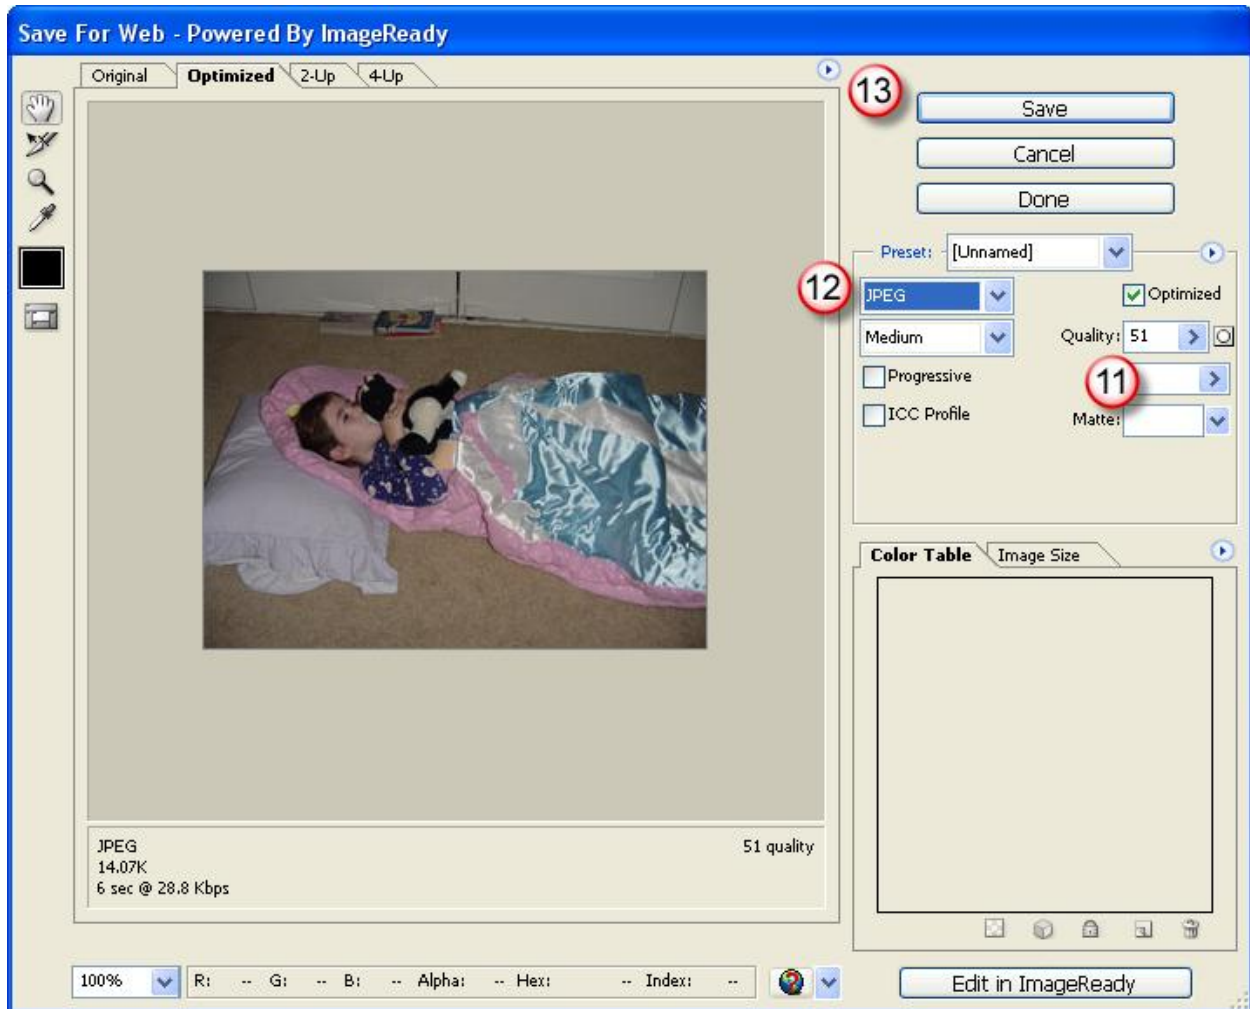 Save For Web - Powered By ImageReady
Original Optimized 2-Up 4-Up
13
Save
Cancel
Done
Preset: [Unnamed]
12
JPEG Optimized
Medium Quality: 51
Progressive 11
ICC Profile Matte:
Color Table Image Size
JPEG 51 quality
14.07K
6 sec @ 28.8 Kbps
100% R: -- G: -- B: -- Alpha: -- Hex: -- Index: --
Edit in ImageReady